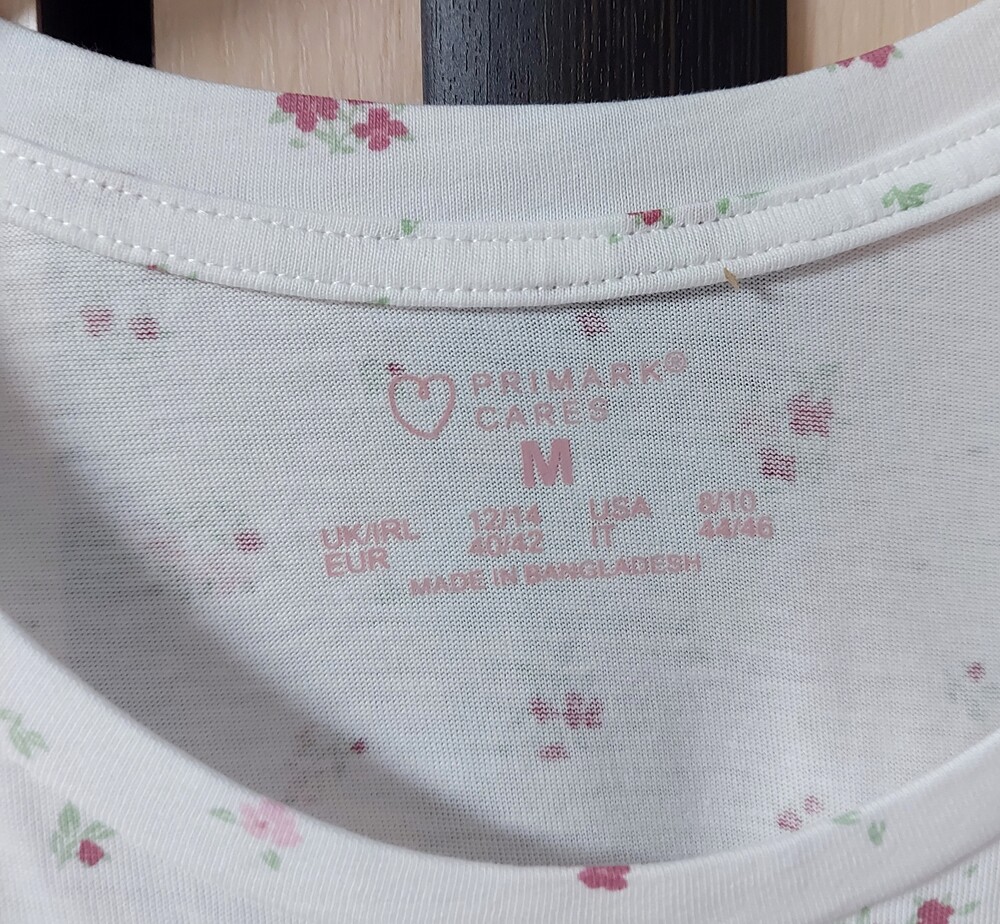 PRIMARK®
CARES
M
UK/IRL 12/14 USA 8/10
EUR 40/42 IT 44/46
MADE IN BANGLADESH